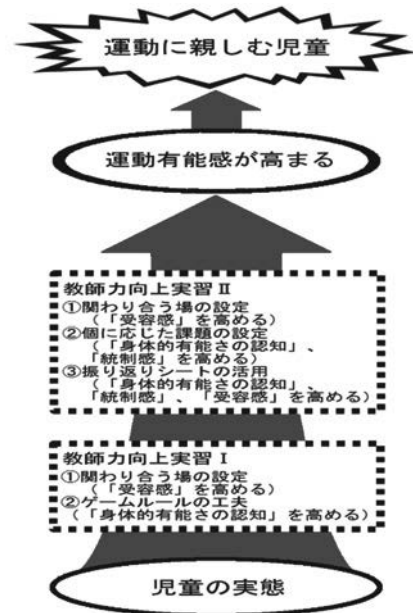 運動に親しむ児童
運動有能感が高まる
教師力向上実習Ⅱ
①関わり合う場の設定
(「受容感」を高める)
②個に応じた課題の設定
(「身体的有能さの認知」、
「統制感」を高める)
③振り返りシートの活用
(「身体的有能さの認知」、
「統制感」、「受容感」を高める)
教師力向上実習Ⅰ
①関わり合う場の設定
(「受容感」を高める)
②ゲームルールの工夫
(「身体的有能さの認知」を高める)
児童の実態